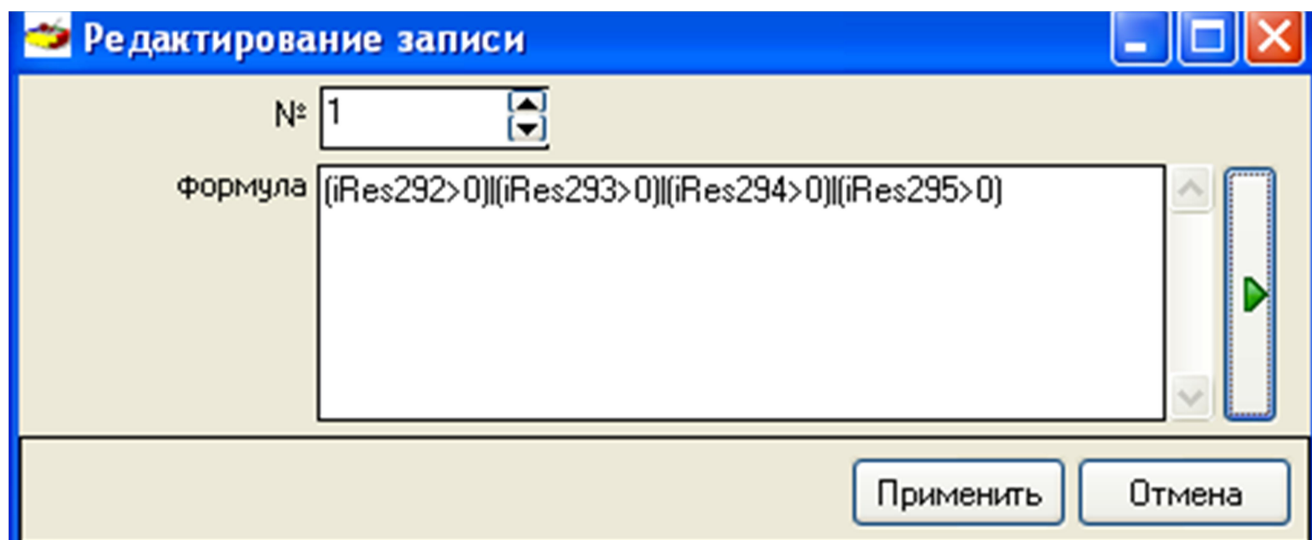 Редактирование записи
№ 1
Формула (iRes292>0)|(iRes293>0)|(iRes294>0)|(iRes295>0)
Применить Отмена